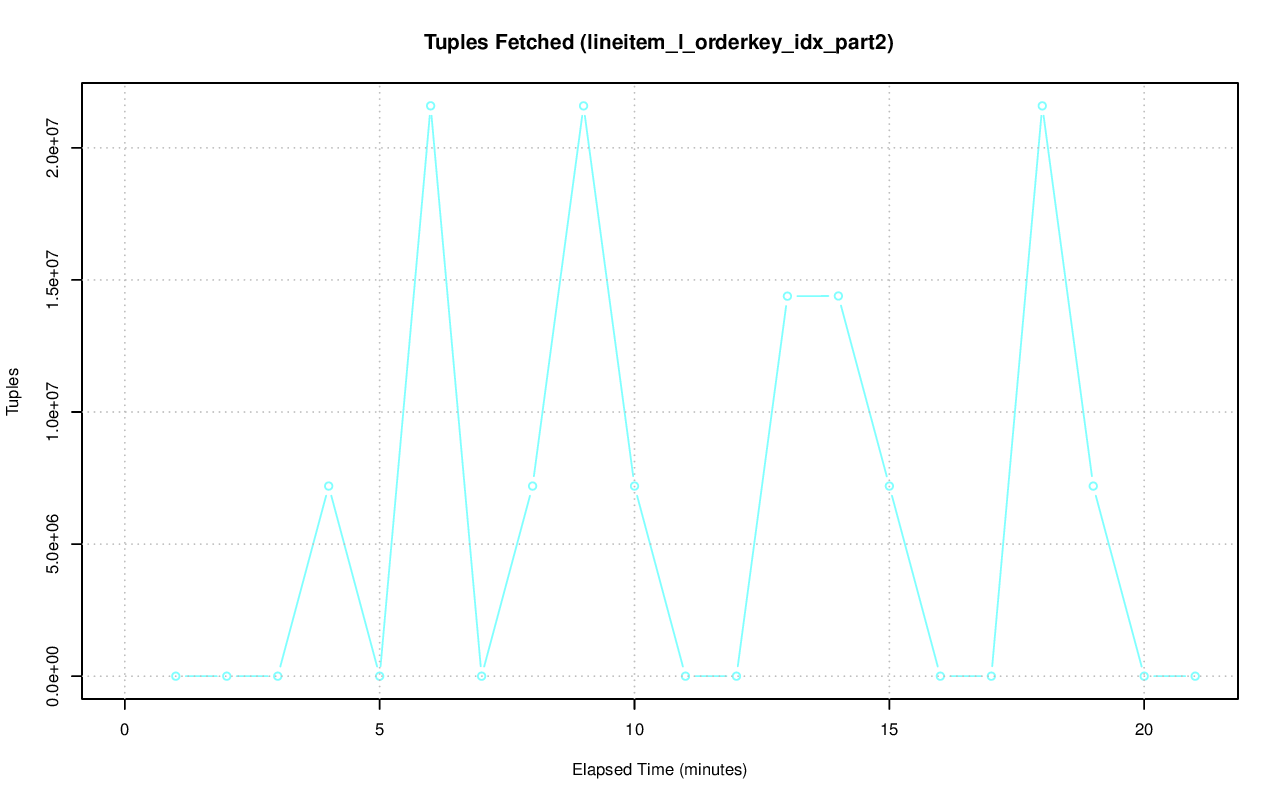 Tuples Fetched (lineitem_l_orderkey_idx_part2)
Tuples
2.0e+07
1.5e+07
1.0e+07
5.0e+06
0.0e+00
0 5 10 15 20
Elapsed Time (minutes)